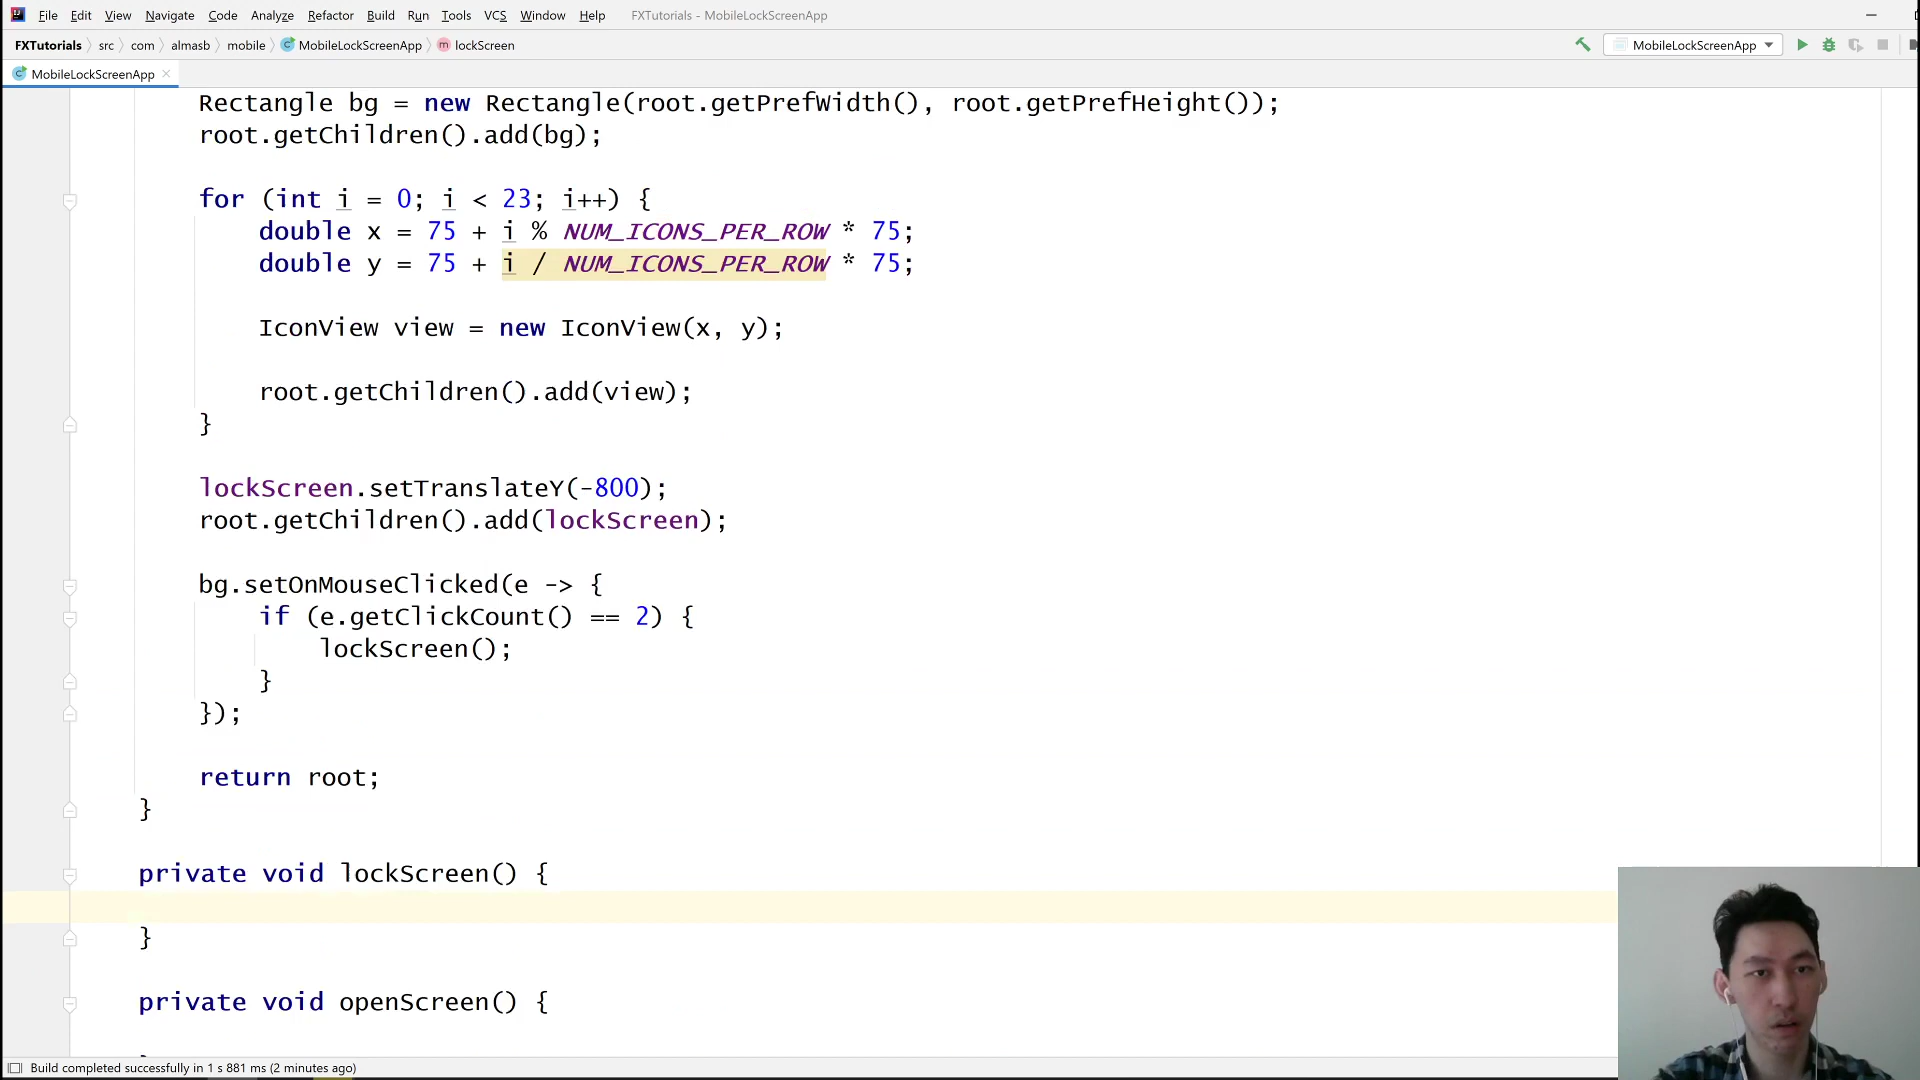 File Edit View Navigate Code Analyze Refactor Build Run Tools VCS Window Help FXTutorials - MobileLockScreenApp
FXTutorials src com almasb mobile MobileLockScreenApp lockScreen MobileLockScreenApp
MobileLockScreenApp
Rectangle bg = new Rectangle(root.getPrefWidth(), root.getPrefHeight());
root.getChildren().add(bg);
for (int i = 0; i < 23; i++) {
double x = 75 + i % NUM_ICONS_PER_ROW * 75;
double y = 75 + i / NUM_ICONS_PER_ROW * 75;
IconView view = new IconView(x, y);
root.getChildren().add(view);
}
lockScreen.setTranslateY(-800);
root.getChildren().add(lockScreen);
bg.setOnMouseClicked(e -> {
if (e.getClickCount() == 2) {
lockScreen();
}
});
return root;
}
private void lockScreen() {
}
private void openScreen() {
Build completed successfully in 1 s 881 ms (2 minutes ago)